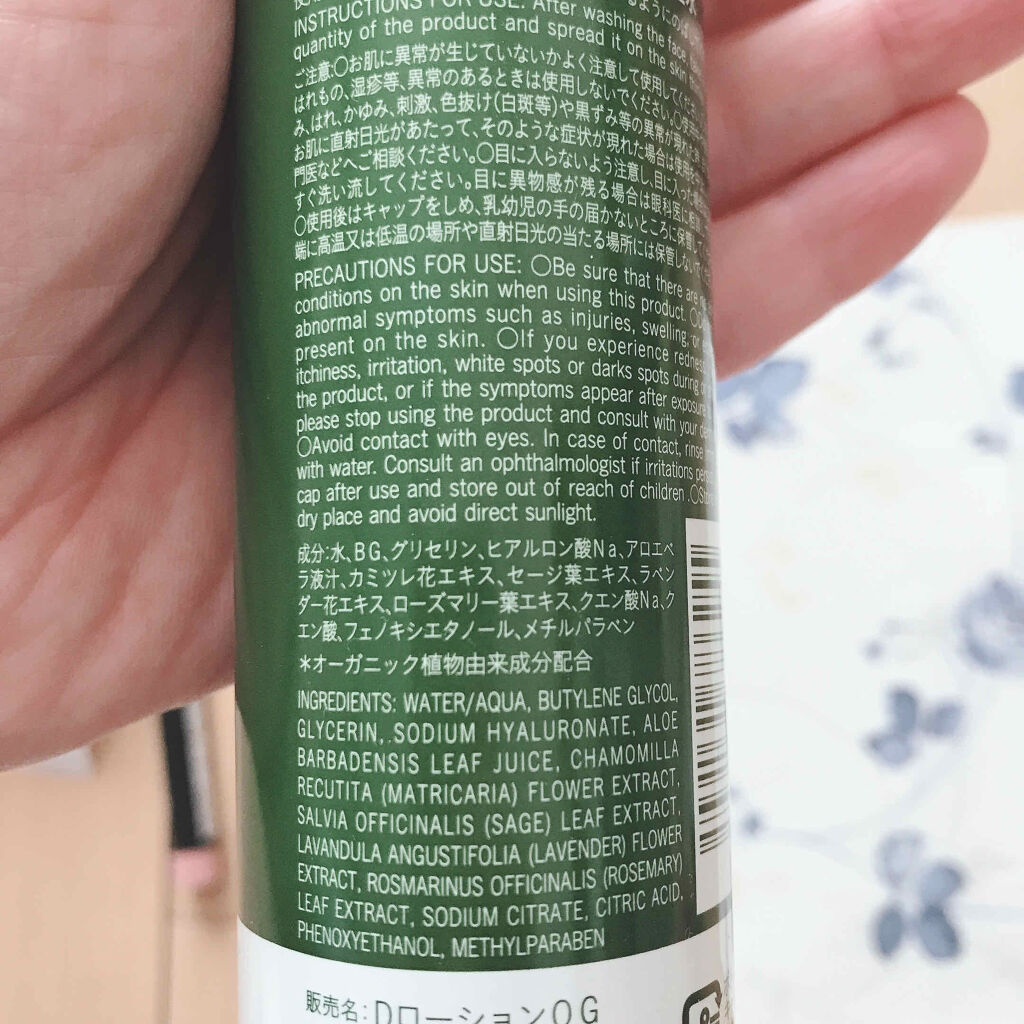 INSTRUCTIONS FOR USE: After washing the face,
quantity of the product and spread it on the skin
ご注意:○お肌に異常が生じていないかよく注意して使用してくだ
はれもの、湿疹等、異常のあるときは使用しないでください。
み、はれ、かゆみ、刺激、色抜け(白斑等)や黒ずみ等の異常が現れた
お肌に直射日光があたって、そのような症状が現れた場合は使用を
門医などへご相談ください。○目に入らないよう注意し、目に入った
すぐ洗い流してください。目に異物感が残る場合は眼科医に
○使用後はキャップをしめ、乳幼児の手の届かないところに保管
端に高温又は低温の場所や直射日光の当たる場所には保管しないで
PRECAUTIONS FOR USE: ○Be sure that there are
conditions on the skin when using this product.
abnormal symptoms such as injuries, swelling, or
present on the skin. ○If you experience
itchiness, irritation, white spots or darks spots during
the product, or if the symptoms appear after
please stop using the product and consult with your
○Avoid contact with eyes. In case of contact, rinse
with water. Consult an ophthalmologist if irritations
cap after use and store out of reach of children.
dry place and avoid direct sunlight.
成分:水、BG、グリセリン、ヒアルロン酸Na、アロエベ
ラ液汁、カミツレ花エキス、セージ葉エキス、ラベン
ダー花エキス、ローズマリー葉エキス、クエン酸Na、ク
エン酸、フェノキシエタノール、メチルパラベン
*オーガニック植物由来成分配合
INGREDIENTS: WATER/AQUA, BUTYLENE GLYCOL,
GLYCERIN, SODIUM HYALURONATE, ALOE
BARBADENSIS LEAF JUICE, CHAMOMILLA
RECUTITA (MATRICARIA) FLOWER EXTRACT,
SALVIA OFFICINALIS (SAGE) LEAF EXTRACT,
LAVANDULA ANGUSTIFOLIA (LAVENDER) FLOWER
EXTRACT, ROSMARINUS OFFICINALIS (ROSEMARY)
LEAF EXTRACT, SODIUM CITRATE, CITRIC ACID,
PHENOXYETHANOL, METHYLPARABEN
販売名:DローションOG